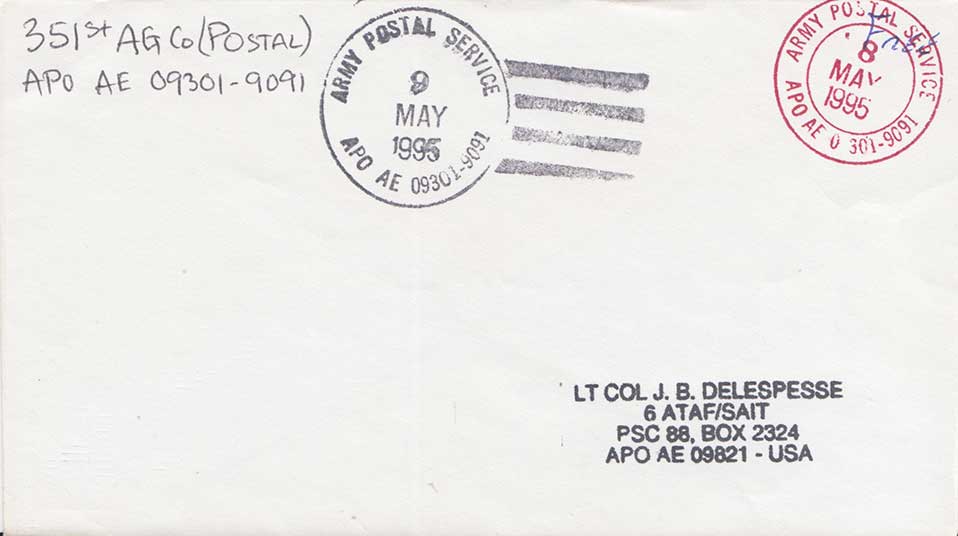 351st AG Co (POSTAL)
APO AE 09301-9091
ARMY POSTAL SERVICE
9
MAY
1995
APO AE 09301-9091
ARMY POSTAL SERVICE
Free
8
MAY
1995
APO AE 0 301-9091
LT COL J. B. DELESPESSE
6 ATAF/SAIT
PSC 88, BOX 2324
APO AE 09821 - USA